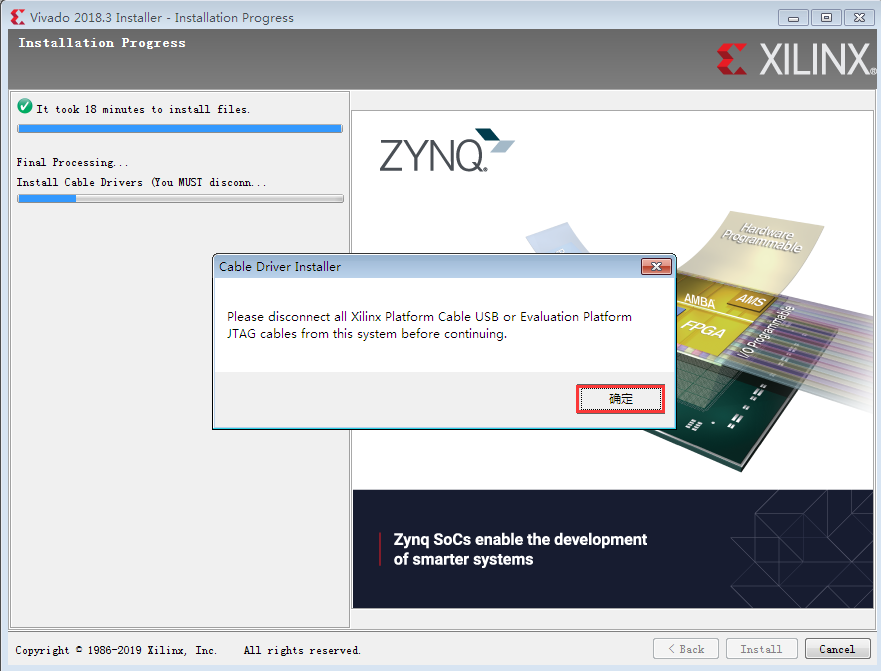 Vivado 2018.3 Installer - Installation Progress
Installation Progress
XILINX®
It took 18 minutes to install files.
Final Processing...
Install Cable Drivers (You MUST disconn...
ZYNQ®
Hardware
Programmable
AMBA
AMS
FPGA
I/O Programmable
Cable Driver Installer
Please disconnect all Xilinx Platform Cable USB or Evaluation Platform
JTAG cables from this system before continuing.
确定
Zynq SoCs enable the development
of smarter systems
Copyright © 1986-2019 Xilinx, Inc. All rights reserved.
< Back
Install
Cancel